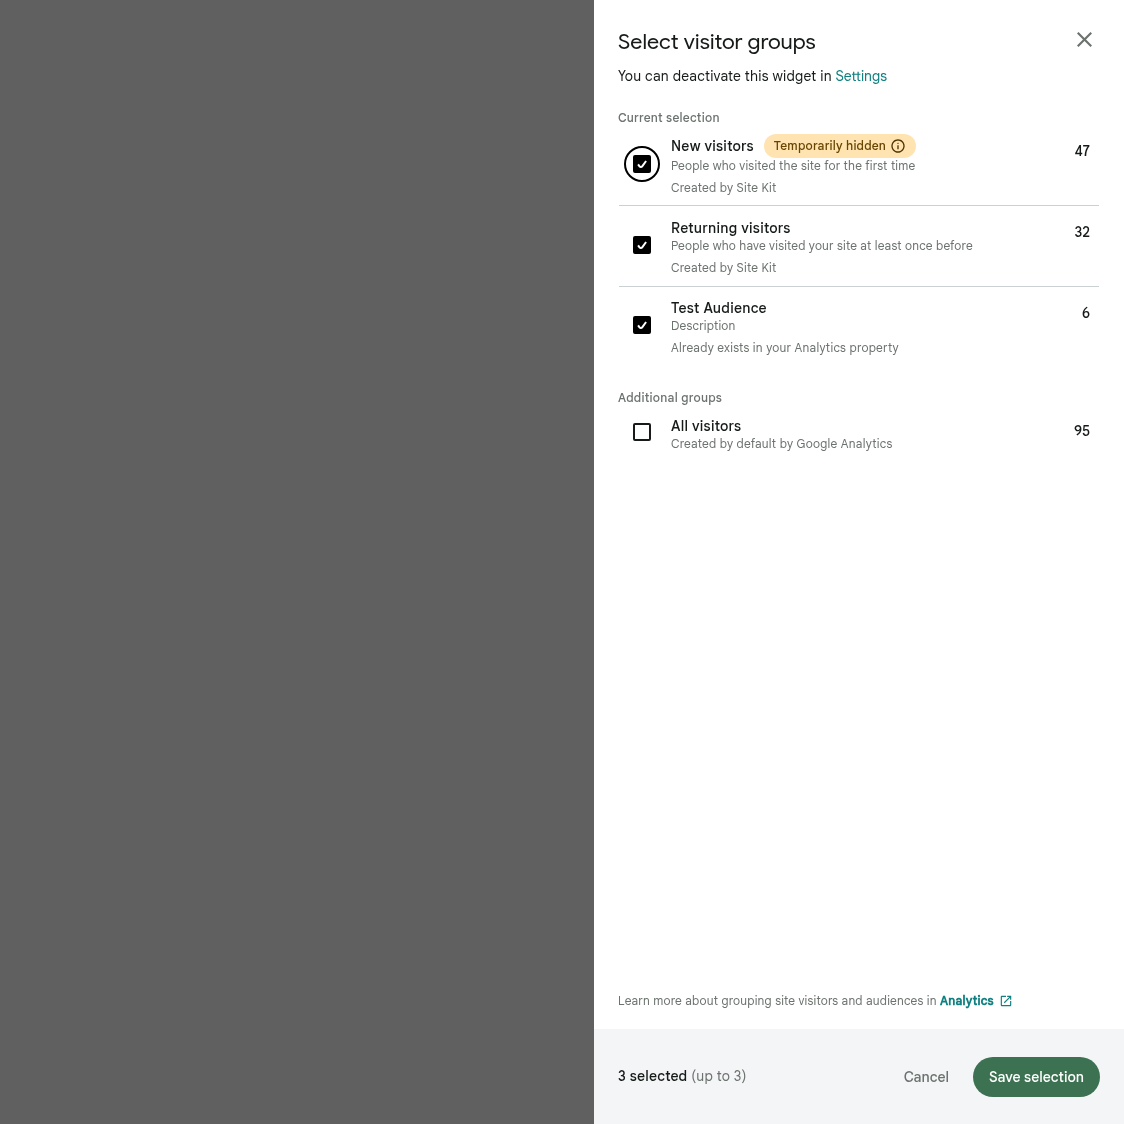 Select visitor groups
You can deactivate this widget in Settings
Current selection
New visitors Temporarily hidden 47
People who visited the site for the first time
Created by Site Kit
Returning visitors 32
People who have visited your site at least once before
Created by Site Kit
Test Audience 6
Description
Already exists in your Analytics property
Additional groups
All visitors 95
Created by default by Google Analytics
Learn more about grouping site visitors and audiences in Analytics
3 selected (up to 3) Cancel Save selection